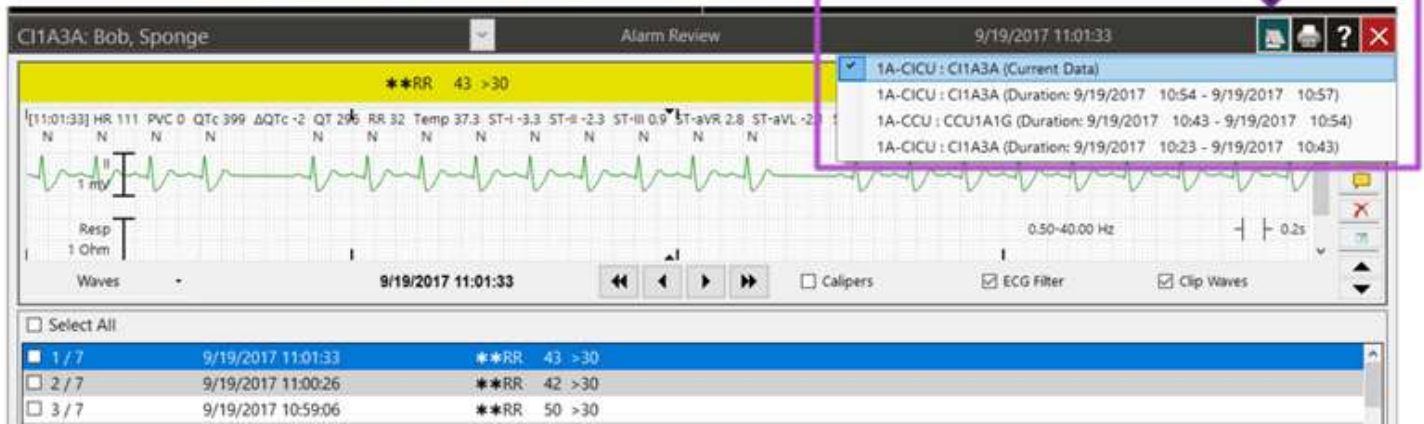 CI1A3A: Bob, Sponge Alarm Review 9/19/2017 11:01:33 ?
1A-CICU : CI1A3A (Current Data)
1A-CICU : CI1A3A (Duration: 9/19/2017 10:54 - 9/19/2017 10:57)
1A-CCU : CCU1A1G (Duration: 9/19/2017 10:43 - 9/19/2017 10:54)
1A-CICU : CI1A3A (Duration: 9/19/2017 10:23 - 9/19/2017 10:43)
**RR 43 >30
[11:01:33] HR 111 PVC 0 QTc 399 ΔQTc -2 QT 296 RR 32 Temp 37.3 ST-I -3.3 ST-II -2.3 ST-III 0.9 ST-aVR 2.8 ST-aVL
N N N N N N N N N N
II
1 mV
Resp
1 Ohm
0.50-40.00 Hz 0.2s
Waves 9/19/2017 11:01:33 Calipers ECG Filter Clip Waves
Select All
1 / 7 9/19/2017 11:01:33 **RR 43 >30
2 / 7 9/19/2017 11:00:26 **RR 42 >30
3 / 7 9/19/2017 10:59:06 **RR 50 >30